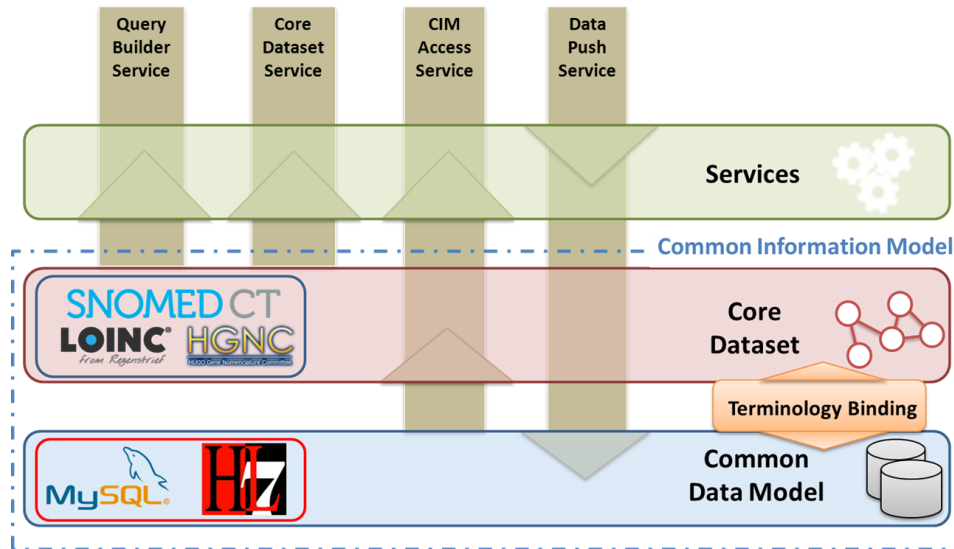 Query
Builder
Service
Core
Dataset
Service
CIM
Access
Service
Data
Push
Service
Services
Common Information Model
SNOMED CT
LOINC®
from Regenstrief
HGNC
HUGO Gene Nomenclature Committee
Core
Dataset
Terminology Binding
MySQL®
HL7
Common
Data Model